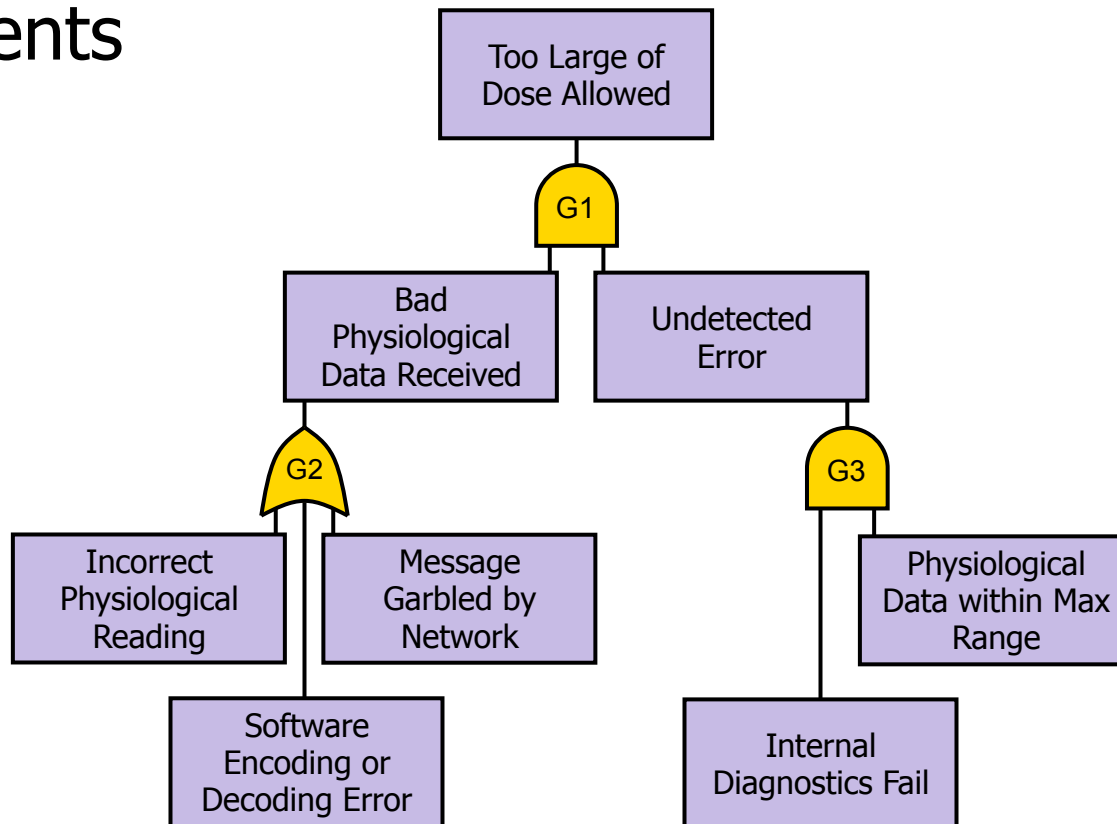 ents
Too Large of
Dose Allowed
G1
Bad
Physiological
Data Received
Undetected
Error
G2
G3
Incorrect
Physiological
Reading
Message
Garbled by
Network
Physiological
Data within Max
Range
Software
Encoding or
Decoding Error
Internal
Diagnostics Fail